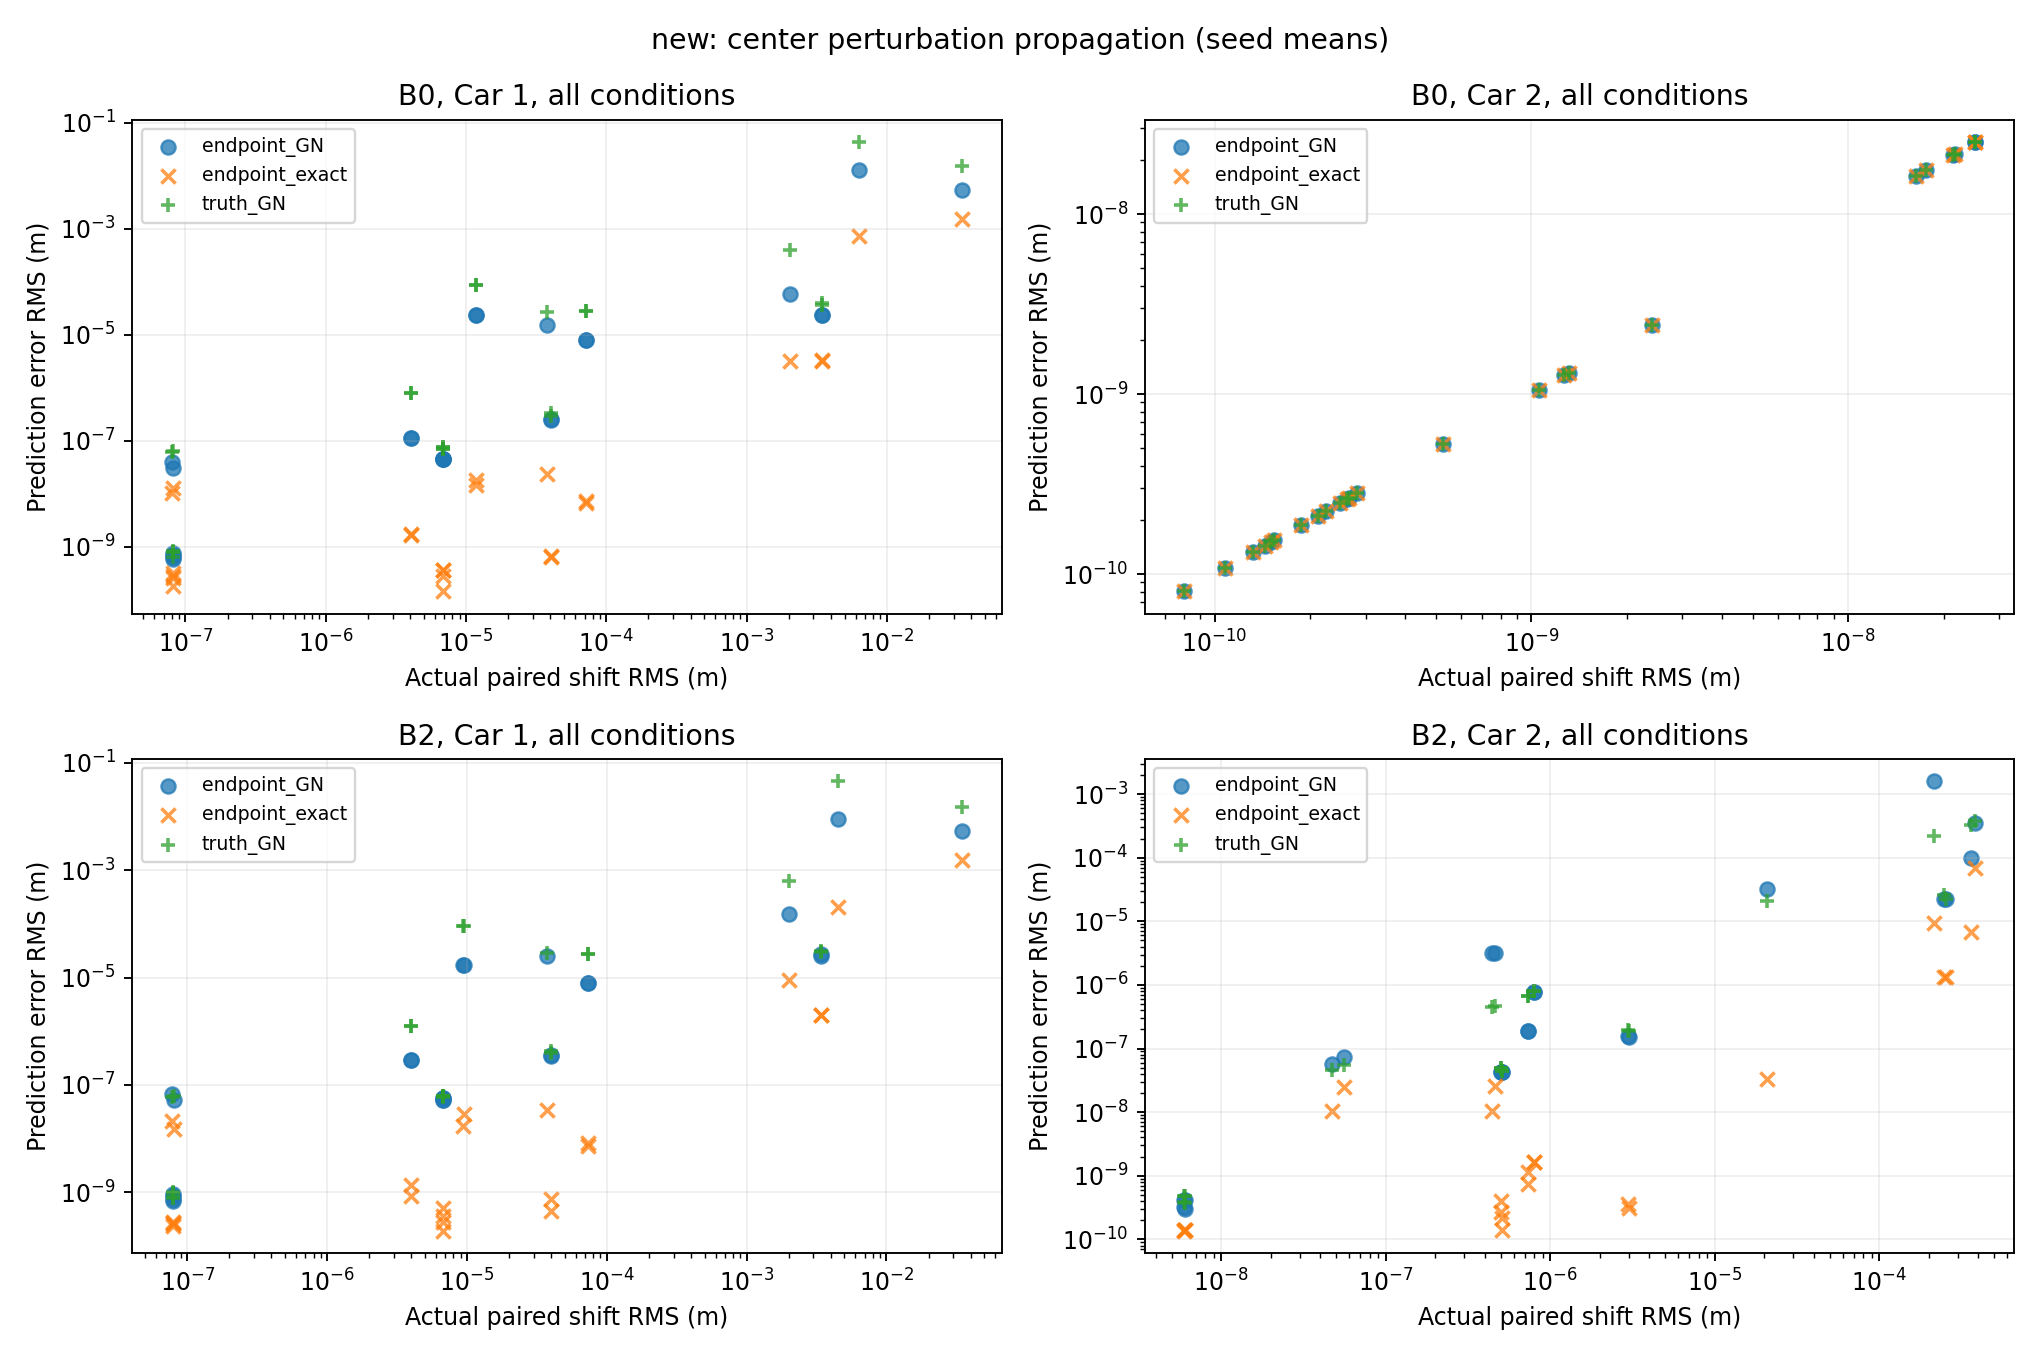 new: center perturbation propagation (seed means)
B0, Car 1, all conditions
endpoint_GN
endpoint_exact
truth_GN
Prediction error RMS (m)
10⁻¹
10⁻³
10⁻⁵
10⁻⁷
10⁻⁹
10⁻⁷ 10⁻⁶ 10⁻⁵ 10⁻⁴ 10⁻³ 10⁻²
Actual paired shift RMS (m)
B0, Car 2, all conditions
endpoint_GN
endpoint_exact
truth_GN
Prediction error RMS (m)
10⁻⁸
10⁻⁹
10⁻¹⁰
10⁻¹⁰ 10⁻⁹ 10⁻⁸
Actual paired shift RMS (m)
B2, Car 1, all conditions
endpoint_GN
endpoint_exact
truth_GN
Prediction error RMS (m)
10⁻¹
10⁻³
10⁻⁵
10⁻⁷
10⁻⁹
10⁻⁷ 10⁻⁶ 10⁻⁵ 10⁻⁴ 10⁻³ 10⁻²
Actual paired shift RMS (m)
B2, Car 2, all conditions
endpoint_GN
endpoint_exact
truth_GN
Prediction error RMS (m)
10⁻³
10⁻⁴
10⁻⁵
10⁻⁶
10⁻⁷
10⁻⁸
10⁻⁹
10⁻¹⁰
10⁻⁸ 10⁻⁷ 10⁻⁶ 10⁻⁵ 10⁻⁴
Actual paired shift RMS (m)